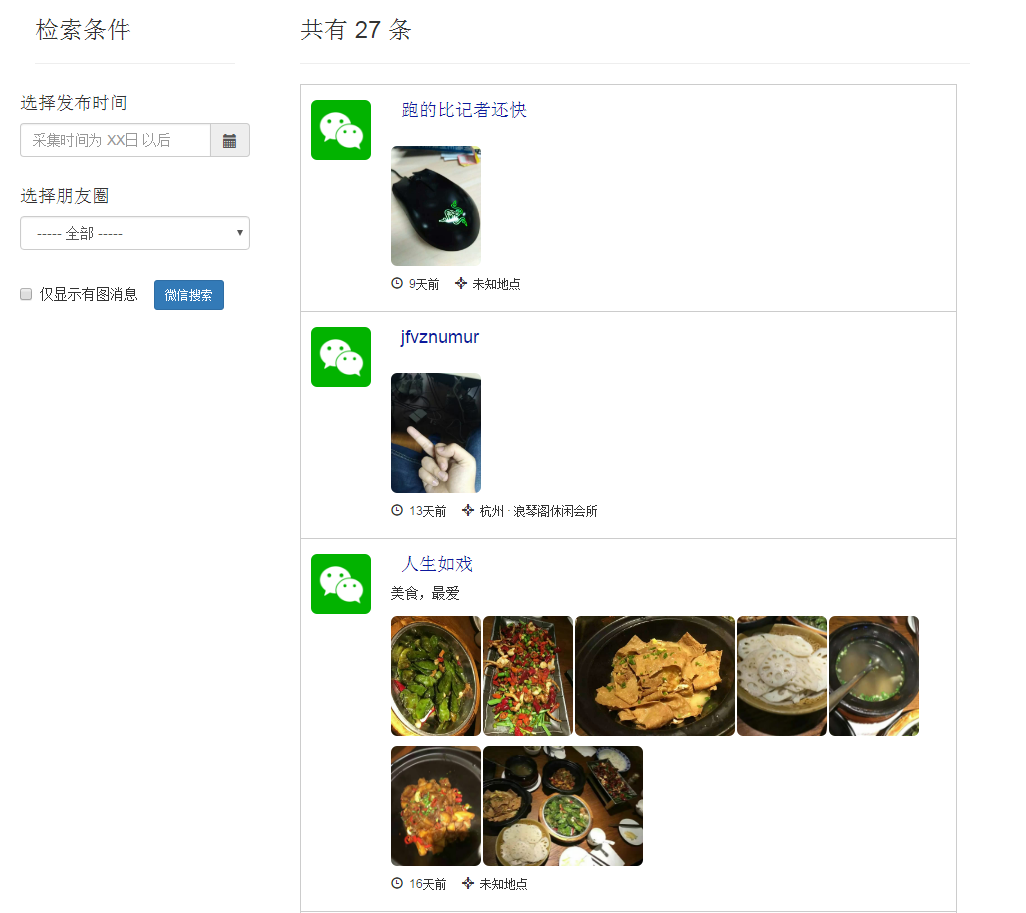 检索条件
选择发布时间
采集时间为 XX日 以后
选择朋友圈
----- 全部 -----
仅显示有图消息
微信搜索
共有 27 条
跑的比记者还快
9天前 未知地点
jfvznumur
13天前 杭州 · 浪琴阁休闲会所
人生如戏
美食，最爱
16天前 未知地点